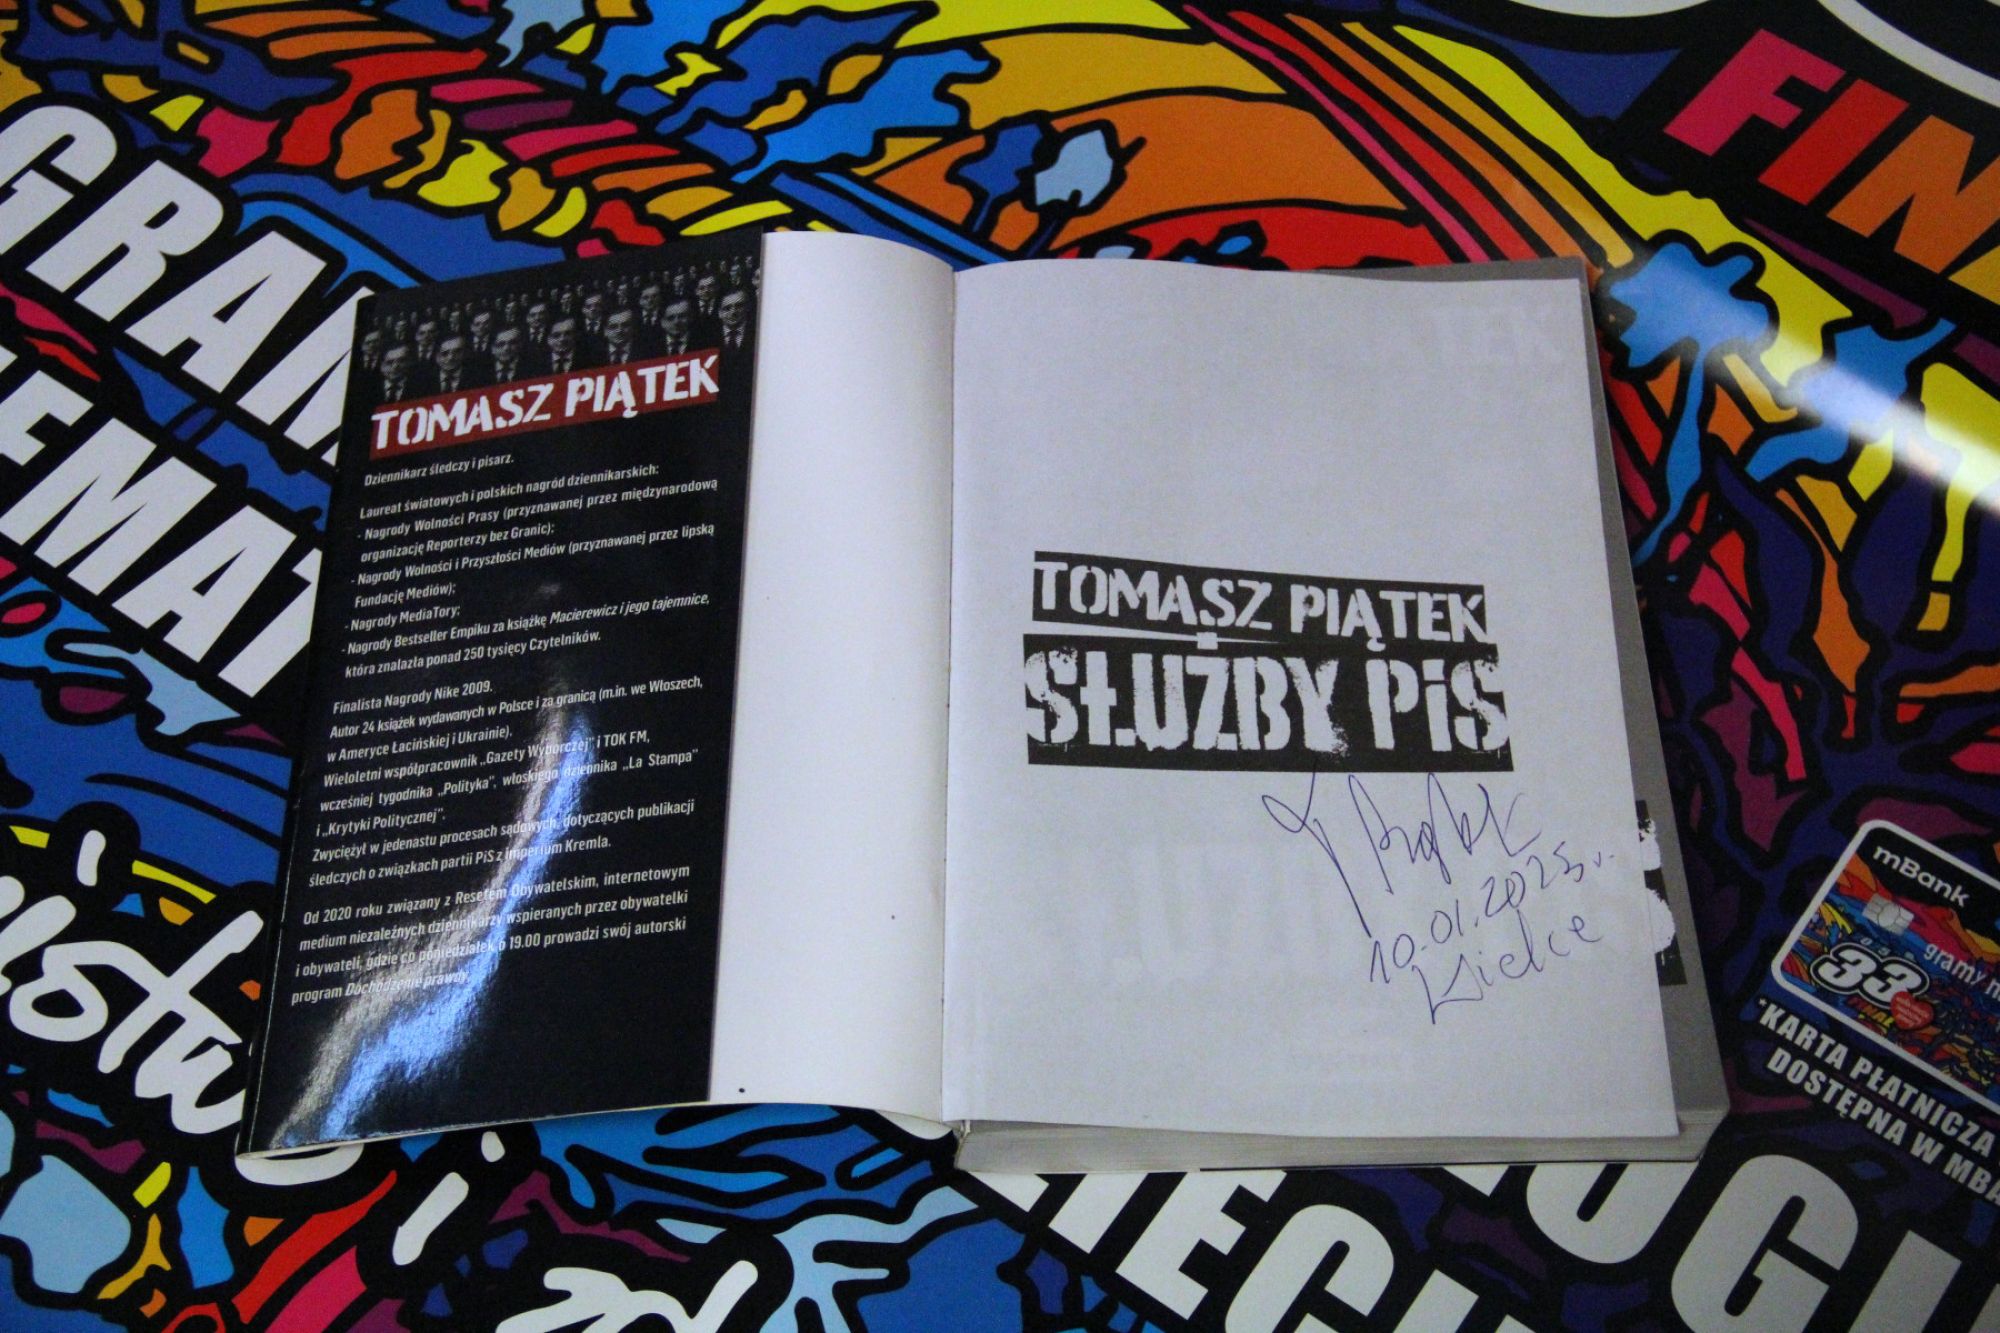 FINA
GRAM
LEMAT
TOMASZ PIĄTEK
Dziennikarz śledczy i pisarz.
Laureat światowych i polskich nagród dziennikarskich:
- Nagrody Wolności Prasy (przyznawanej przez międzynarodową
organizację Reporterzy bez Granic);
- Nagrody Wolności i Przyszłości Mediów (przyznawanej przez lipską
Fundację Mediów);
- Nagrody MediaTory;
- Nagrody Bestseller Empiku za książkę Macierewicz i jego tajemnice,
która znalazła ponad 250 tysięcy Czytelników.
Finalista Nagrody Nike 2009.
Autor 24 książek wydawanych w Polsce i za granicą (m.in. we Włoszech,
w Ameryce Łacińskiej i Ukrainie).
Wieloletni współpracownik „Gazety Wyborczej" i TOK FM,
wcześniej tygodnika „Polityka", włoskiego dziennika „La Stampa"
i „Krytyki Politycznej".
Zwyciężył w jedenastu procesach sądowych, dotyczących publikacji
śledczych o związkach partii PiS z imperium Kremla.
Od 2020 roku związany z Resetem Obywatelskim, internetowym
medium niezależnych dziennikarzy wspieranych przez obywatelki
i obywateli, gdzie co poniedziałek o 19.00 prowadzi swój autorski
program Dochodzenie prawdy.
TOMASZ PIĄTEK
SŁUŻBY PiS
T Piątek
10.01.2025 r.
Kielce
mBank
gramy.n
33
FINAŁ
*KARTA PŁATNICZA
DOSTĘPNA W MBA